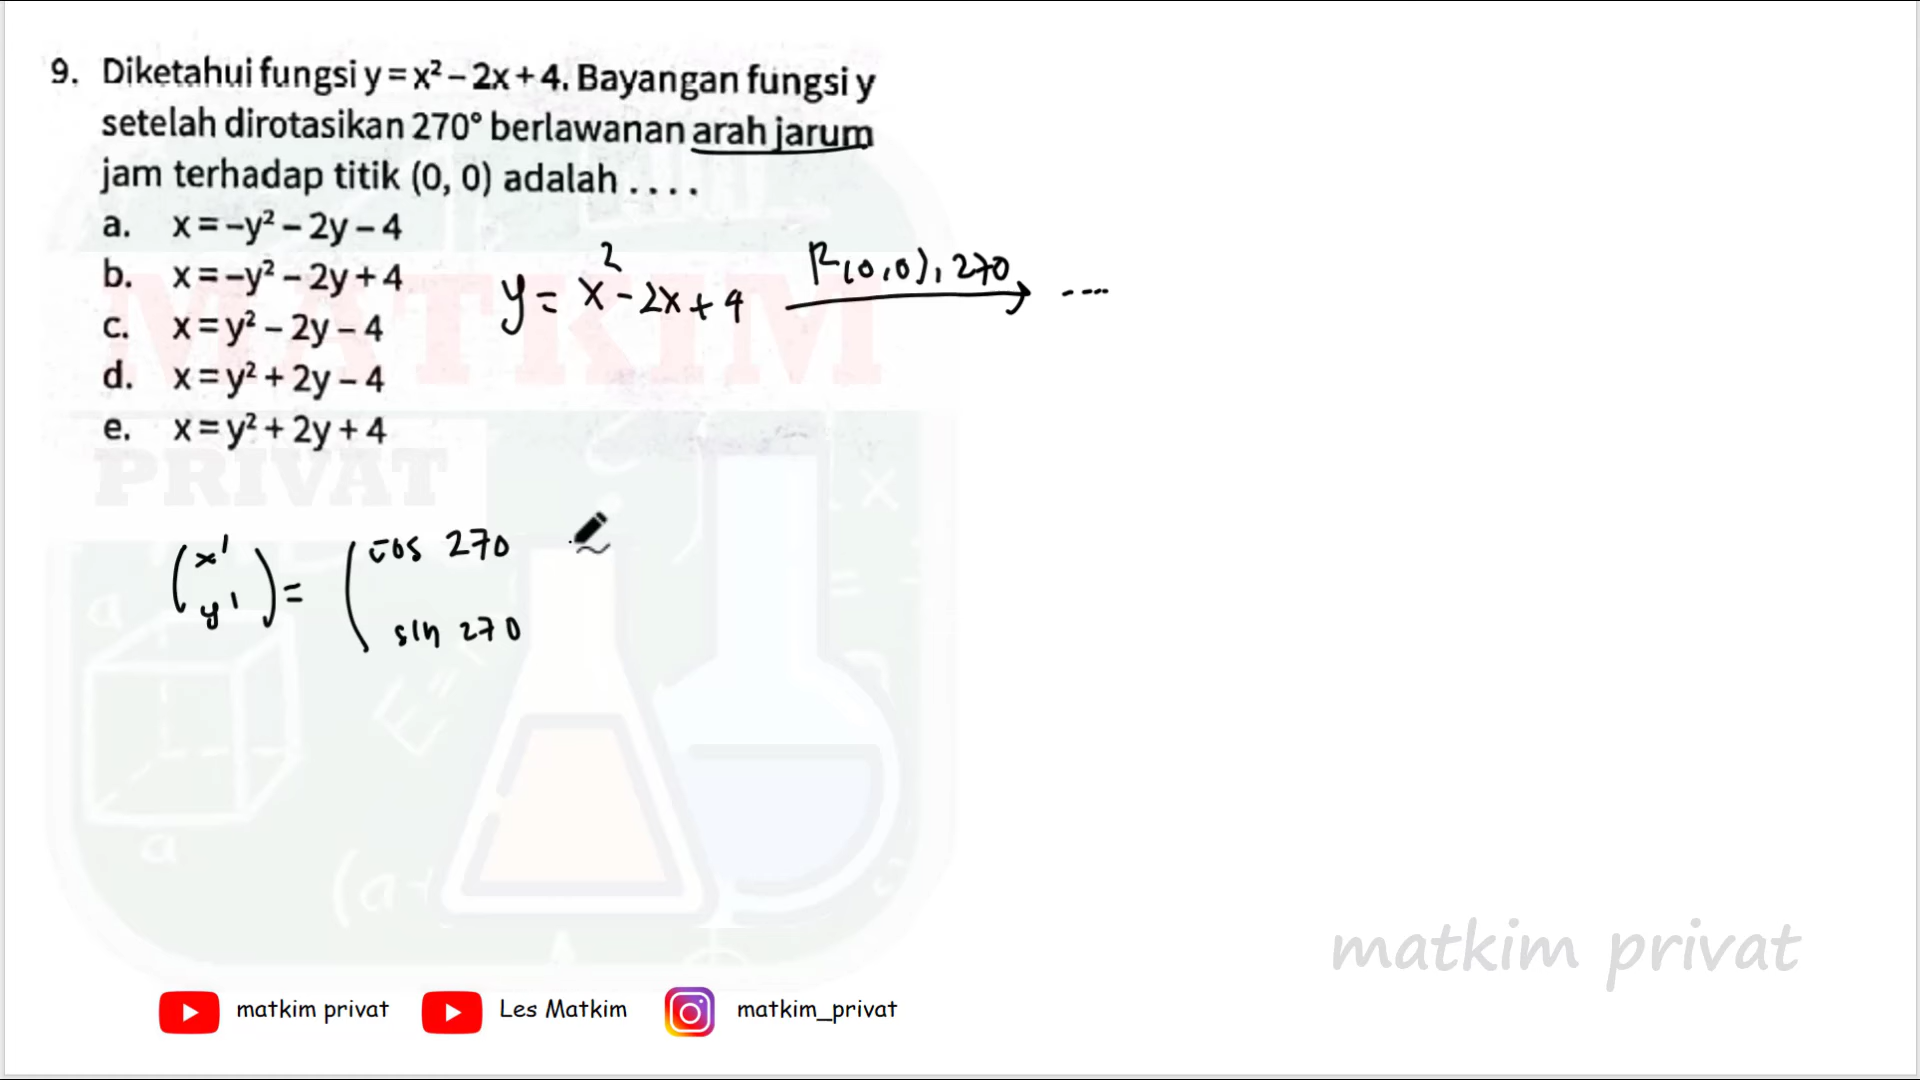 9. Diketahui fungsi y = x² – 2x + 4. Bayangan fungsi y
setelah dirotasikan 270° berlawanan arah jarum
jam terhadap titik (0, 0) adalah . . . .
a. x = –y² – 2y – 4
b. x = –y² – 2y + 4
c. x = y² – 2y – 4
d. x = y² + 2y – 4
e. x = y² + 2y + 4
y = x² - 2x + 4 R(0,0), 270 → ....
MATKIM
PRIVAT
(x' y') = ( cos 270
sin 270
matkim privat
matkim privat Les Matkim matkim_privat